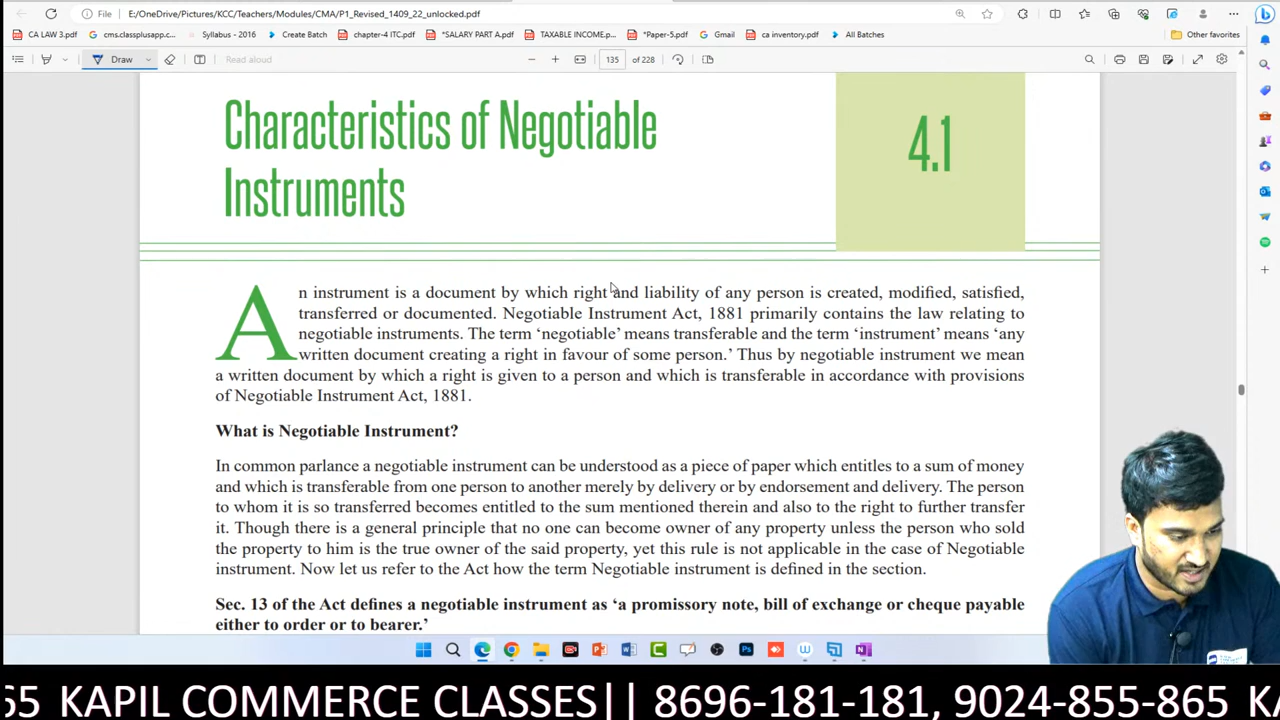 File
E:/OneDrive/Pictures/KCC/Teachers/Modules/CMA/P1_Revised_1409_22_unlocked.pdf
CA LAW 3.pdf
cms.classplusapp.c...
Syllabus - 2016
Create Batch
chapter-4 ITC.pdf
*SALARY PART A.pdf
TAXABLE INCOME.p...
*Paper-5.pdf
Gmail
ca inventory.pdf
All Batches
Other favorites
Draw
Read aloud
135
of 228
Characteristics of Negotiable
Instruments
4.1
An instrument is a document by which right and liability of any person is created, modified, satisfied,
transferred or documented. Negotiable Instrument Act, 1881 primarily contains the law relating to
negotiable instruments. The term ‘negotiable’ means transferable and the term ‘instrument’ means ‘any
written document creating a right in favour of some person.’ Thus by negotiable instrument we mean
a written document by which a right is given to a person and which is transferable in accordance with provisions
of Negotiable Instrument Act, 1881.
What is Negotiable Instrument?
In common parlance a negotiable instrument can be understood as a piece of paper which entitles to a sum of money
and which is transferable from one person to another merely by delivery or by endorsement and delivery. The person
to whom it is so transferred becomes entitled to the sum mentioned therein and also to the right to further transfer
it. Though there is a general principle that no one can become owner of any property unless the person who sold
the property to him is the true owner of the said property, yet this rule is not applicable in the case of Negotiable
instrument. Now let us refer to the Act how the term Negotiable instrument is defined in the section.
Sec. 13 of the Act defines a negotiable instrument as ‘a promissory note, bill of exchange or cheque payable
either to order or to bearer.’
65 KAPIL COMMERCE CLASSES|| 8696-181-181, 9024-855-865 KA